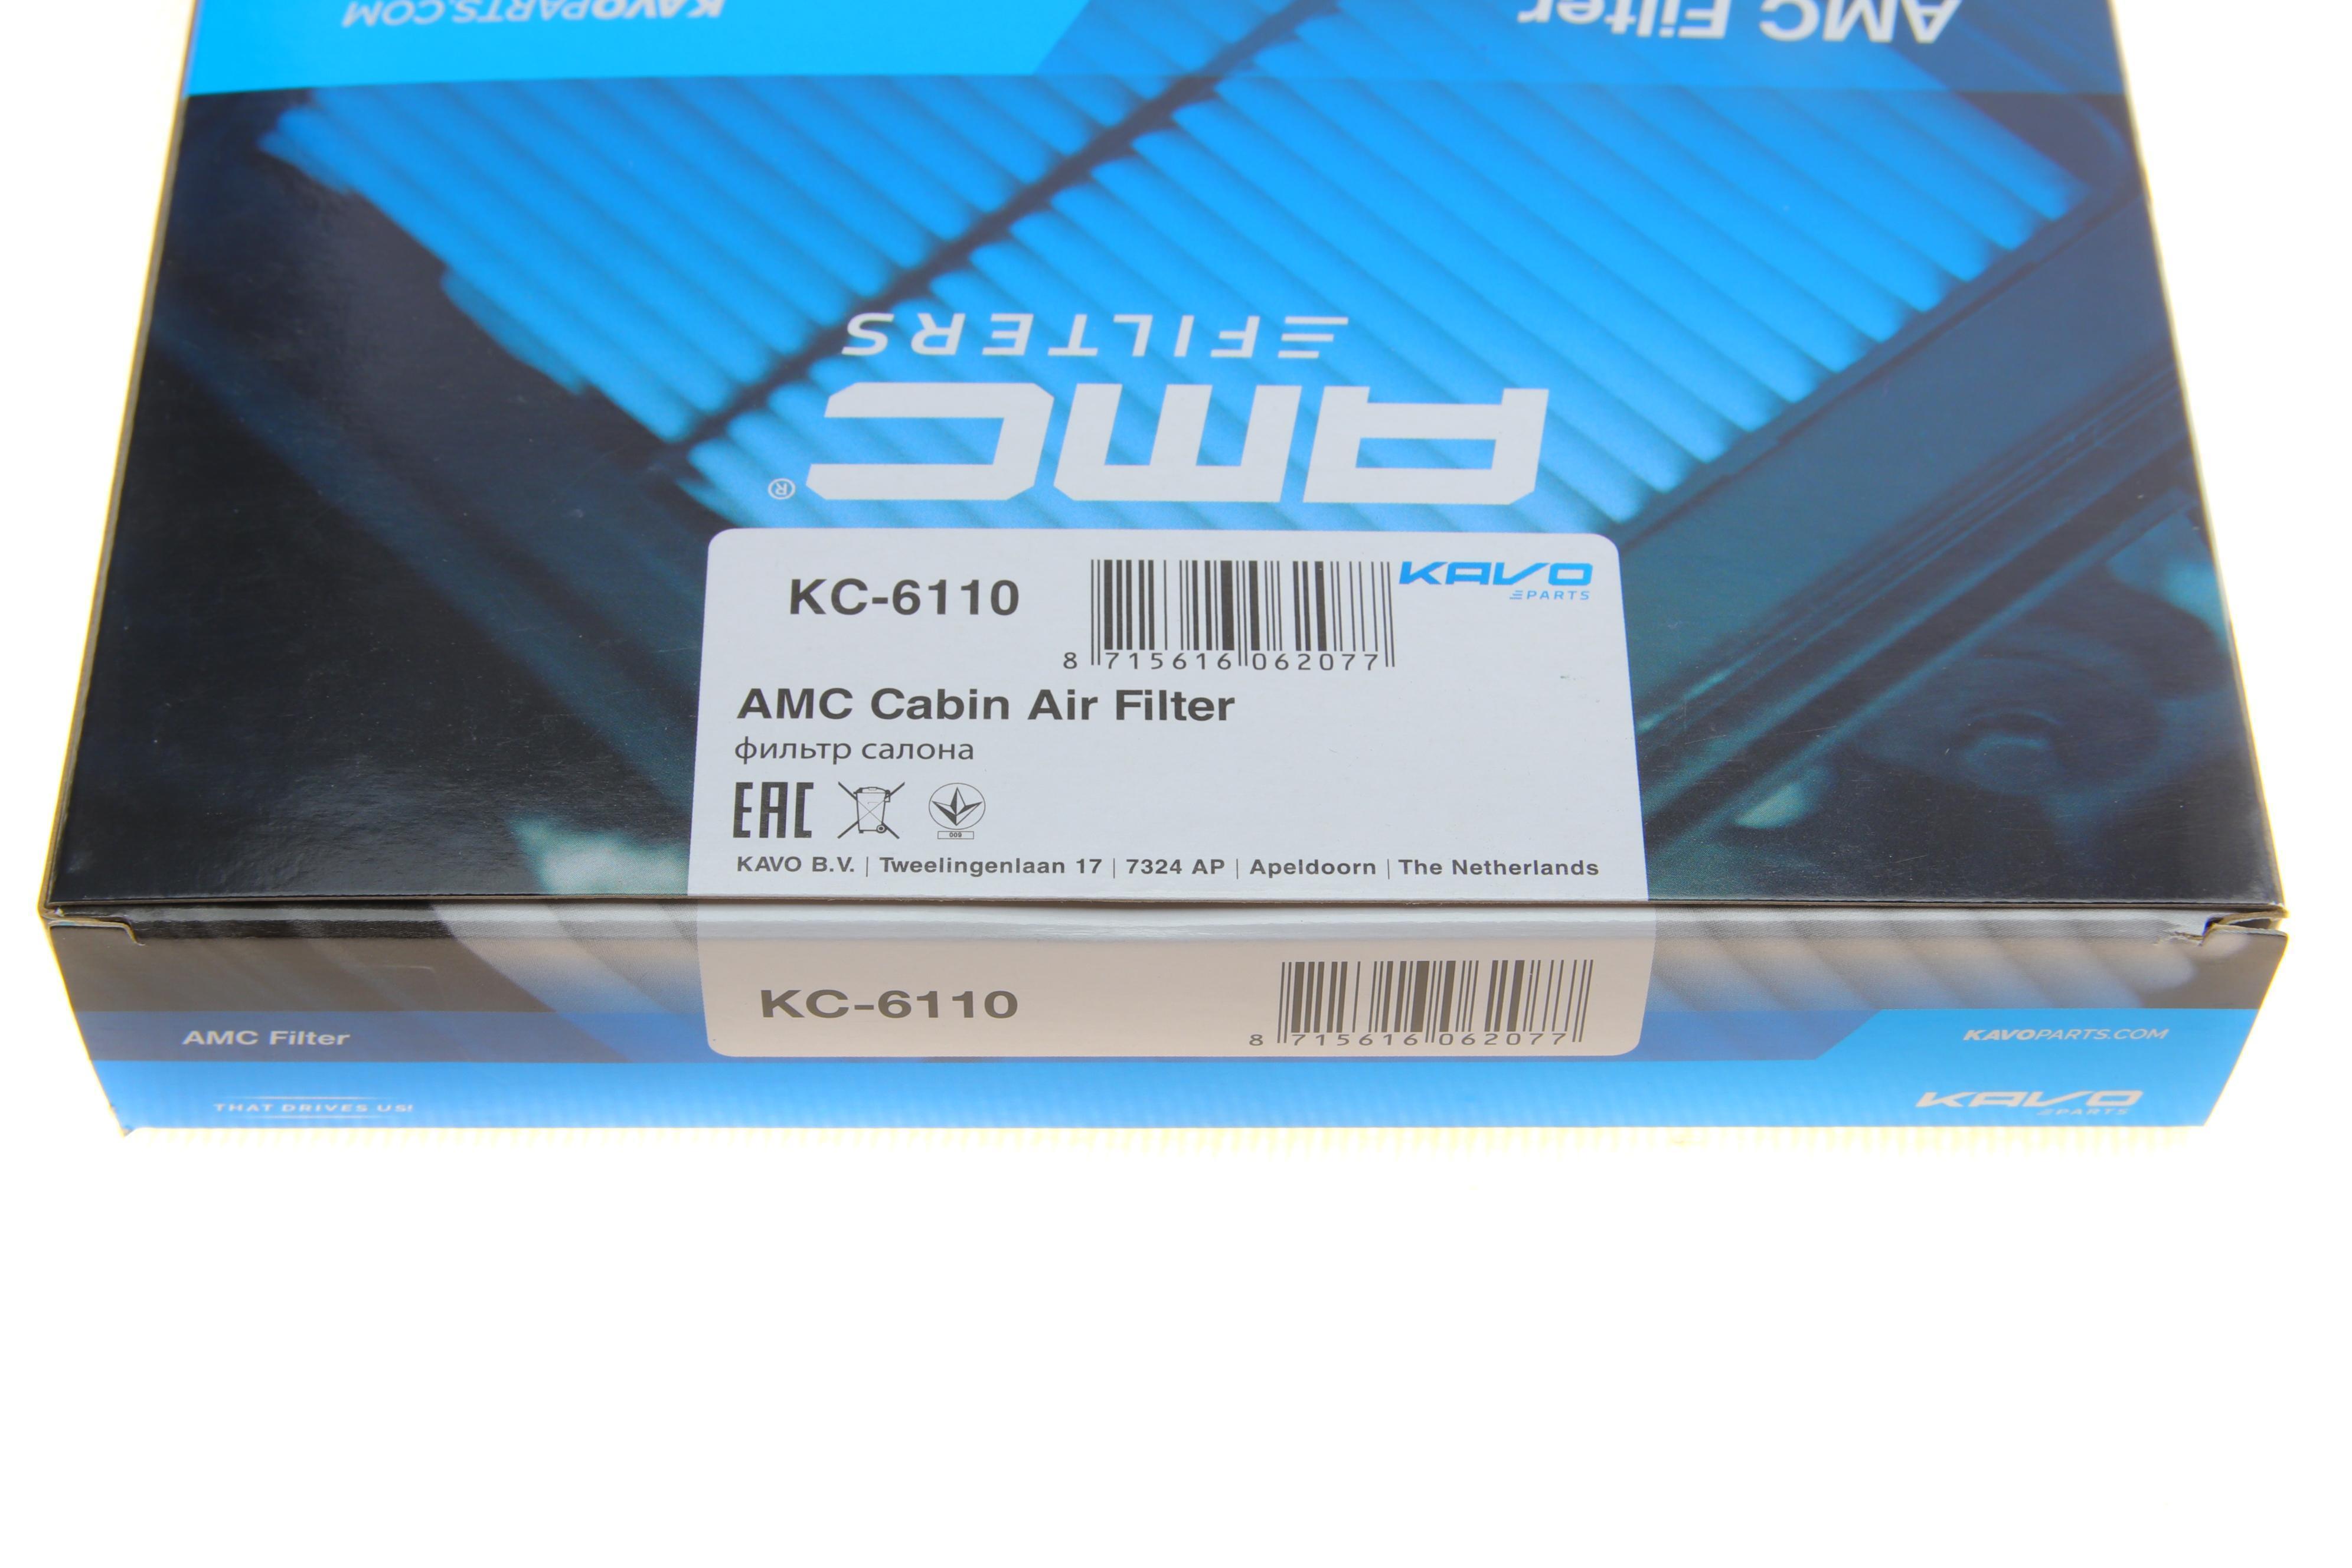 KAVOPARTS.COM
AMC Filter
FILTERS
AMC®
KC-6110
8 715616 062077
KAVO
PARTS
AMC Cabin Air Filter
фильтр салона
EAC
009
KAVO B.V. | Tweelingenlaan 17 | 7324 AP | Apeldoorn | The Netherlands
KC-6110
8 715616 062077
AMC Filter
KAVOPARTS.COM
THAT DRIVES US!
KAVO
PARTS